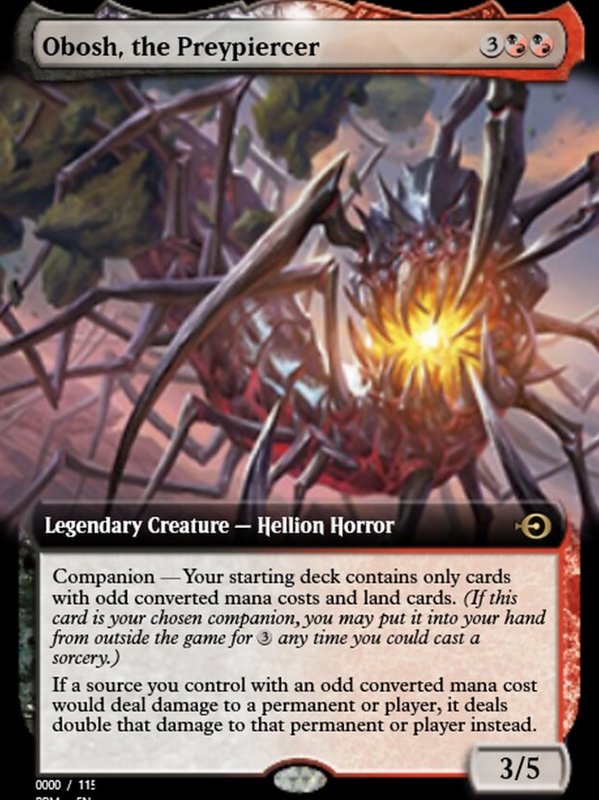 Obosh, the Preypiercer 3
Legendary Creature — Hellion Horror
Companion — Your starting deck contains only cards
with odd converted mana costs and land cards. (If this
card is your chosen companion, you may put it into your hand
from outside the game for 3 any time you could cast a
sorcery.)
If a source you control with an odd converted mana cost
would deal damage to a permanent or player, it deals
double that damage to that permanent or player instead.
3/5
0000 / 115